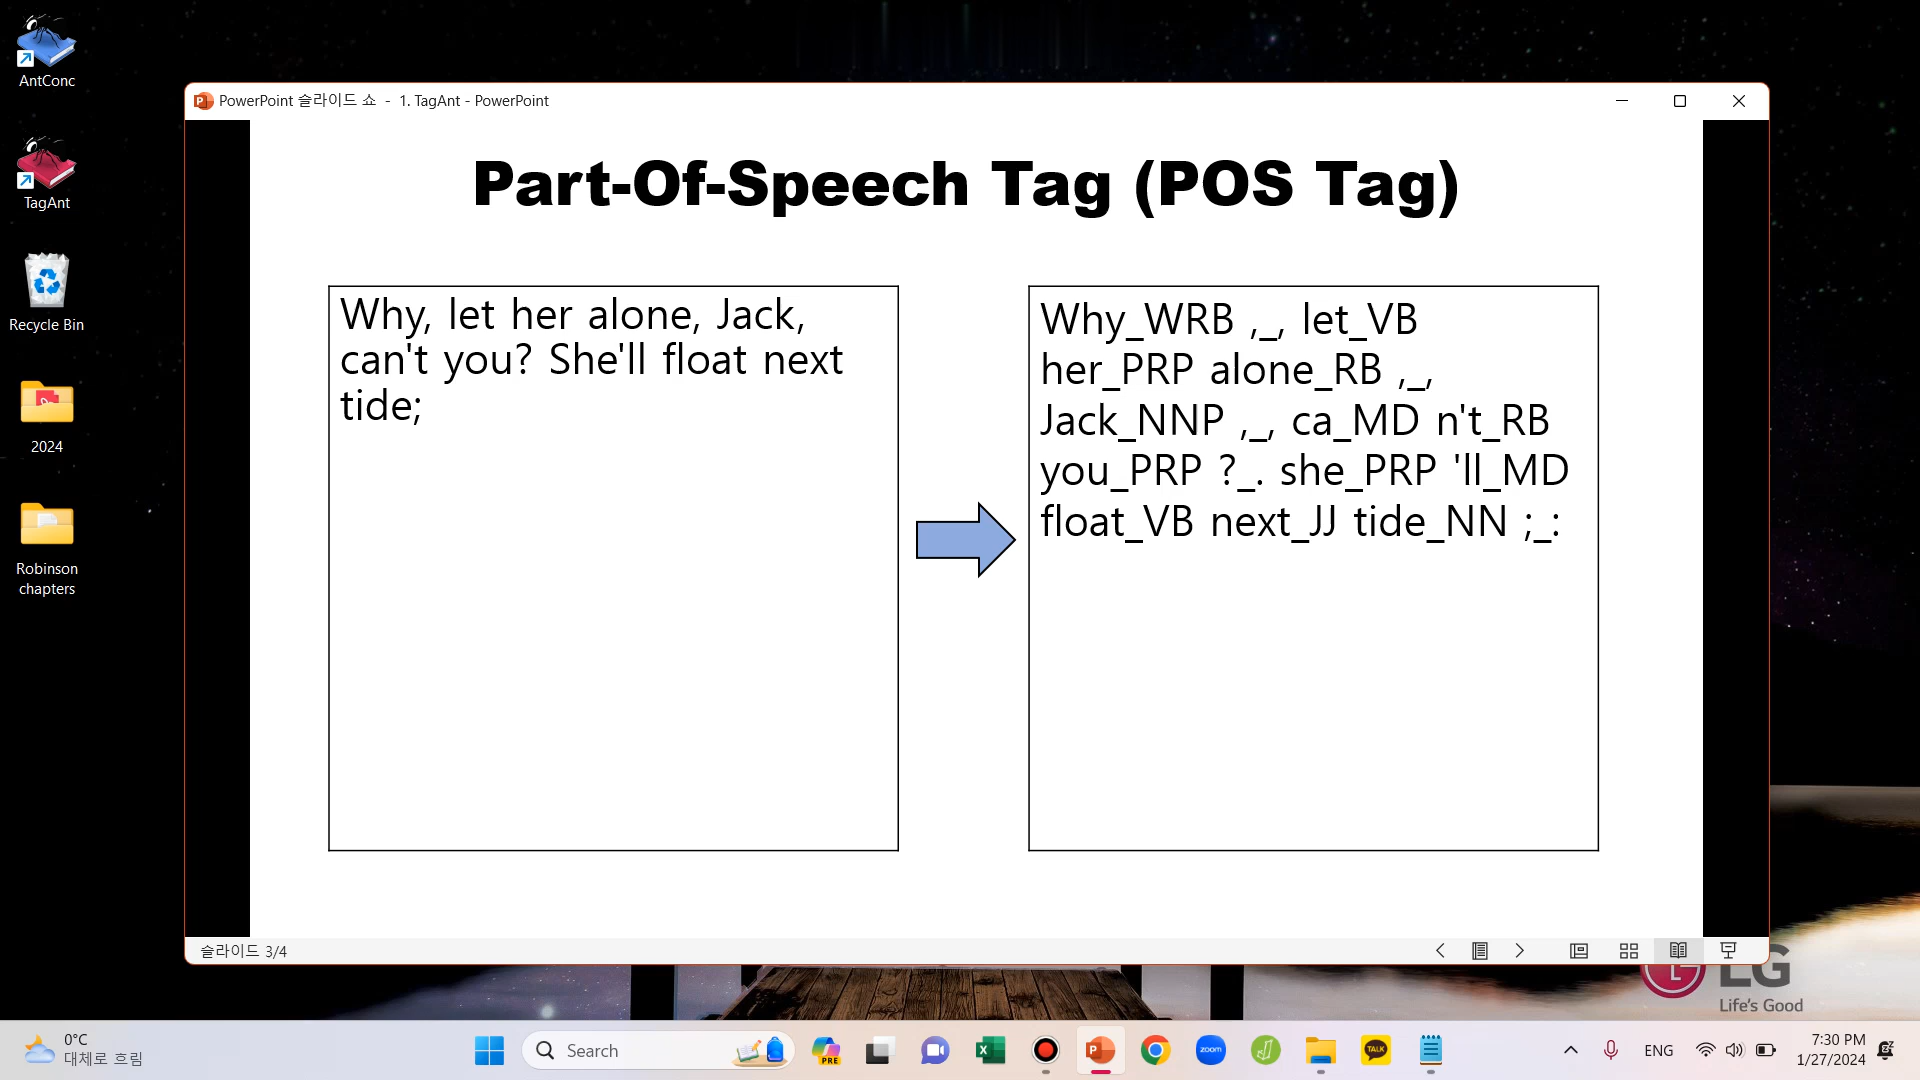 AntConc
TagAnt
Recycle Bin
2024
Robinson
chapters
PowerPoint 슬라이드 쇼 - 1. TagAnt - PowerPoint
Part-Of-Speech Tag (POS Tag)
Why, let her alone, Jack,
can't you? She'll float next
tide;
Why_WRB ,_, let_VB
her_PRP alone_RB ,_,
Jack_NNP ,_, ca_MD n't_RB
you_PRP ?_. she_PRP 'll_MD
float_VB next_JJ tide_NN ;_:
슬라이드 3/4
LG
Life's Good
0°C
대체로 흐림
Search
PRE
zoom
TALK
ENG
7:30 PM
1/27/2024